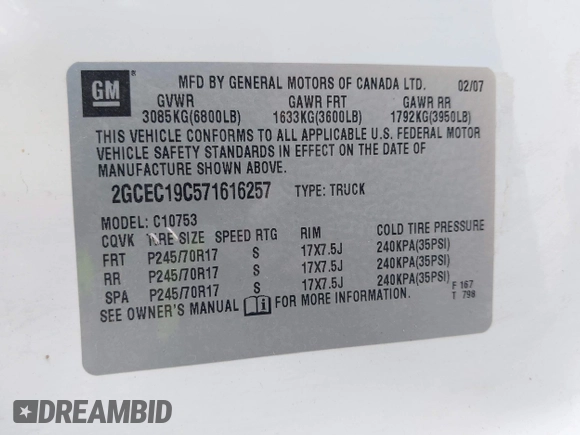 GM ®
MFD BY GENERAL MOTORS OF CANADA LTD. 02/07
GVWR GAWR FRT GAWR RR
3085KG(6800LB) 1633KG(3600LB) 1792KG(3950LB)
THIS VEHICLE CONFORMS TO ALL APPLICABLE U.S. FEDERAL MOTOR
VEHICLE SAFETY STANDARDS IN EFFECT ON THE DATE OF
MANUFACTURE SHOWN ABOVE.
2GCEC19C571616257 TYPE: TRUCK
MODEL: C10753
CQVK TIRE SIZE SPEED RTG RIM COLD TIRE PRESSURE
FRT P245/70R17 S 17X7.5J 240KPA(35PSI)
RR P245/70R17 S 17X7.5J 240KPA(35PSI)
SPA P245/70R17 S 17X7.5J 240KPA(35PSI)
SEE OWNER'S MANUAL FOR MORE INFORMATION.
F 167
T 798
DREAMBID